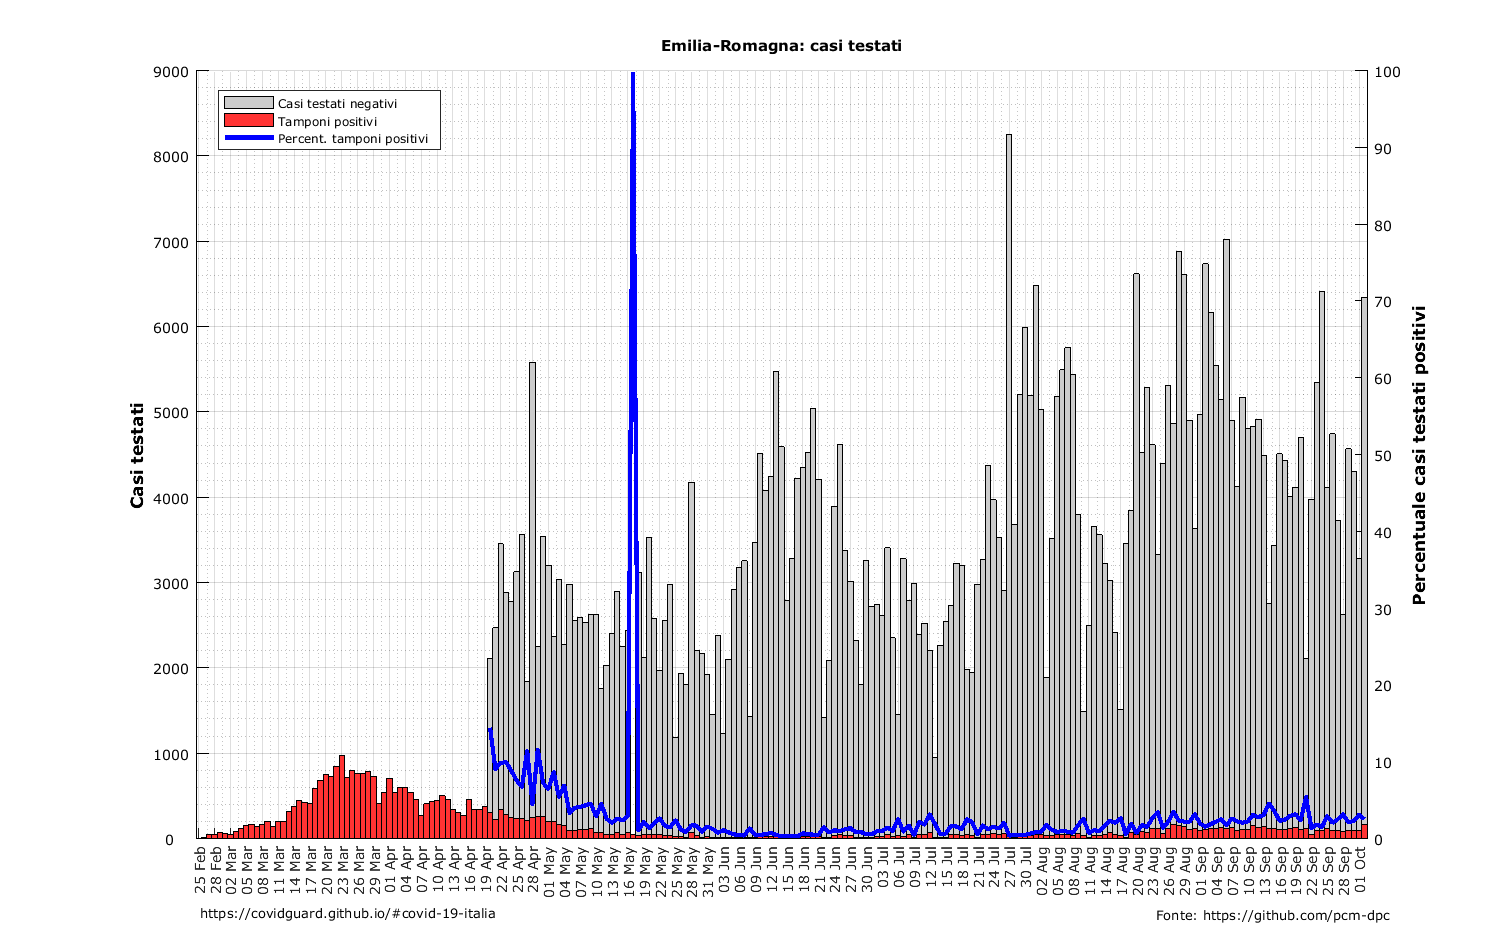 Emilia-Romagna: casi testati
Casi testati negativi
Tamponi positivi
Percent. tamponi positivi
Casi testati
9000
8000
7000
6000
5000
4000
3000
2000
1000
0
100
90
80
70
60
50
40
30
20
10
0
Percentuale casi testati positivi
25 Feb
28 Feb
02 Mar
05 Mar
08 Mar
11 Mar
14 Mar
17 Mar
20 Mar
23 Mar
26 Mar
29 Mar
01 Apr
04 Apr
07 Apr
10 Apr
13 Apr
16 Apr
19 Apr
22 Apr
25 Apr
28 Apr
01 May
04 May
07 May
10 May
13 May
16 May
19 May
22 May
25 May
28 May
31 May
03 Jun
06 Jun
09 Jun
12 Jun
15 Jun
18 Jun
21 Jun
24 Jun
27 Jun
30 Jun
03 Jul
06 Jul
09 Jul
12 Jul
15 Jul
18 Jul
21 Jul
24 Jul
27 Jul
30 Jul
02 Aug
05 Aug
08 Aug
11 Aug
14 Aug
17 Aug
20 Aug
23 Aug
26 Aug
29 Aug
01 Sep
04 Sep
07 Sep
10 Sep
13 Sep
16 Sep
19 Sep
22 Sep
25 Sep
28 Sep
01 Oct
https://covidguard.github.io/#covid-19-italia
Fonte: https://github.com/pcm-dpc